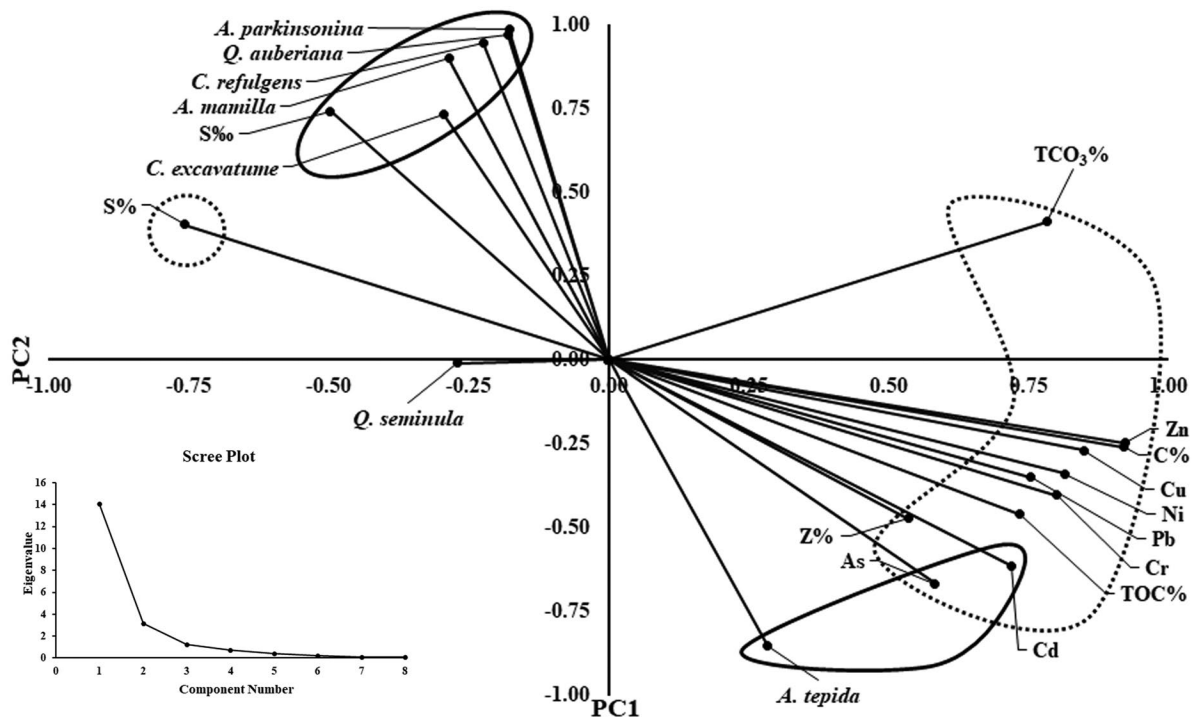 A. parkinsonina
1.00
Q. auberiana
C. refulgens
A. mamilla
0.75
S‰
TCO₃%
C. excavatume
0.50
S%
0.25
PC2
0.00
-1.00
-0.75
-0.50
-0.25
0.00
0.25
0.50
0.75
1.00
Q. seminula
Zn
-0.25
C%
Scree Plot
Cu
Ni
-0.50
Z%
Pb
As
Cr
TOC%
-0.75
Cd
A. tepida
-1.00
PC1
16
14
12
10
8
6
4
2
0
Eigenvalue
0
1
2
3
4
5
6
7
8
Component Number